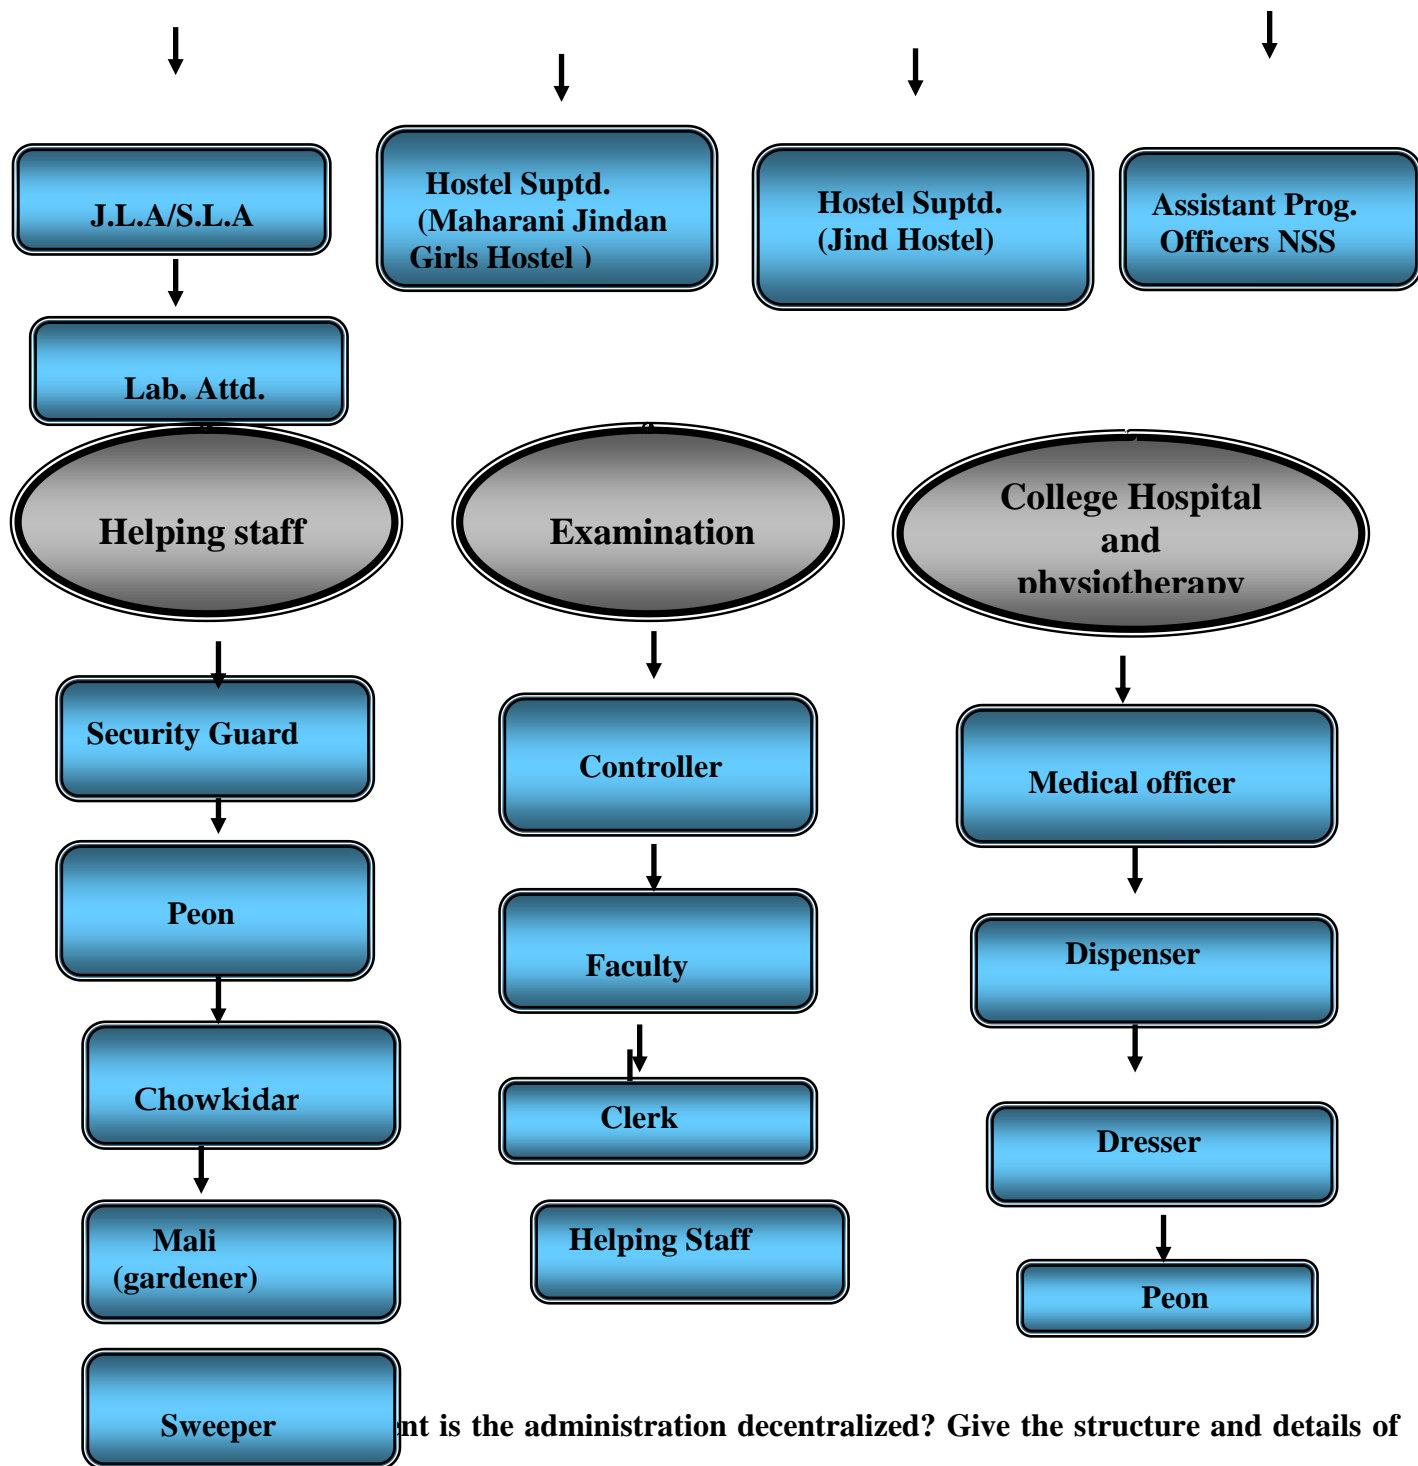 J.L.A/S.L.A
Hostel Suptd.
(Maharani Jindan
Girls Hostel )
Hostel Suptd.
(Jind Hostel)
Assistant Prog.
Officers NSS
Lab. Attd.
Helping staff
Examination
College Hospital
and
physiotherapy
Security Guard
Controller
Medical officer
Peon
Faculty
Dispenser
Chowkidar
Clerk
Dresser
Mali
(gardener)
Helping Staff
Peon
Sweeper
nt is the administration decentralized? Give the structure and details of